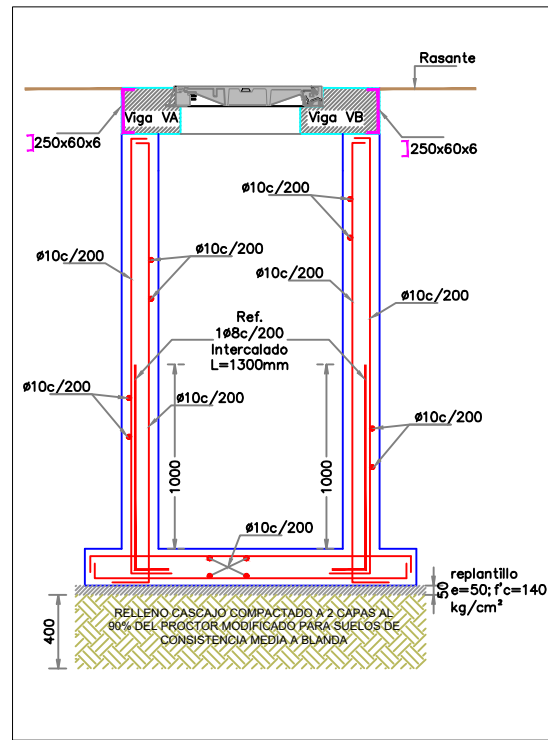 Rasante
Viga VA
Viga VB
250x60x6
250x60x6
ø10c/200
ø10c/200
ø10c/200
ø10c/200
ø10c/200
ø10c/200
Ref.
1ø8c/200
Intercalado
L=1300mm
ø10c/200
ø10c/200
ø10c/200
1000
1000
ø10c/200
replantillo
e=50; f'c=140
kg/cm²
50
400
RELLENO CASCAJO COMPACTADO A 2 CAPAS AL
90% DEL PROCTOR MODIFICADO PARA SUELOS DE
CONSISTENCIA MEDIA A BLANDA